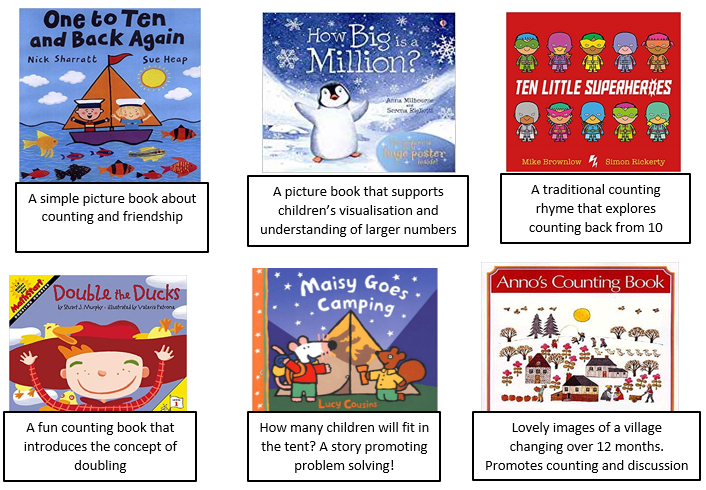 One to Ten
and Back Again
Nick Sharratt Sue Heap
A simple picture book about
counting and friendship
How Big is a
Million?
Anna Milbourne
and
Serena Riglietti
huge poster
inside!
A picture book that supports
children's visualisation and
understanding of larger numbers
TEN LITTLE SUPERHEROES
Mike Brownlow Simon Rickerty
A traditional counting
rhyme that explores
counting back from 10
MathStart
Double the Ducks
by Stuart J. Murphy • illustrated by Valeria Petrone
LEVEL
1
A fun counting book that
introduces the concept of
doubling
Maisy Goes
Camping
Lucy Cousins
How many children will fit in
the tent? A story promoting
problem solving!
Anno's Counting Book
Lovely images of a village
changing over 12 months.
Promotes counting and discussion